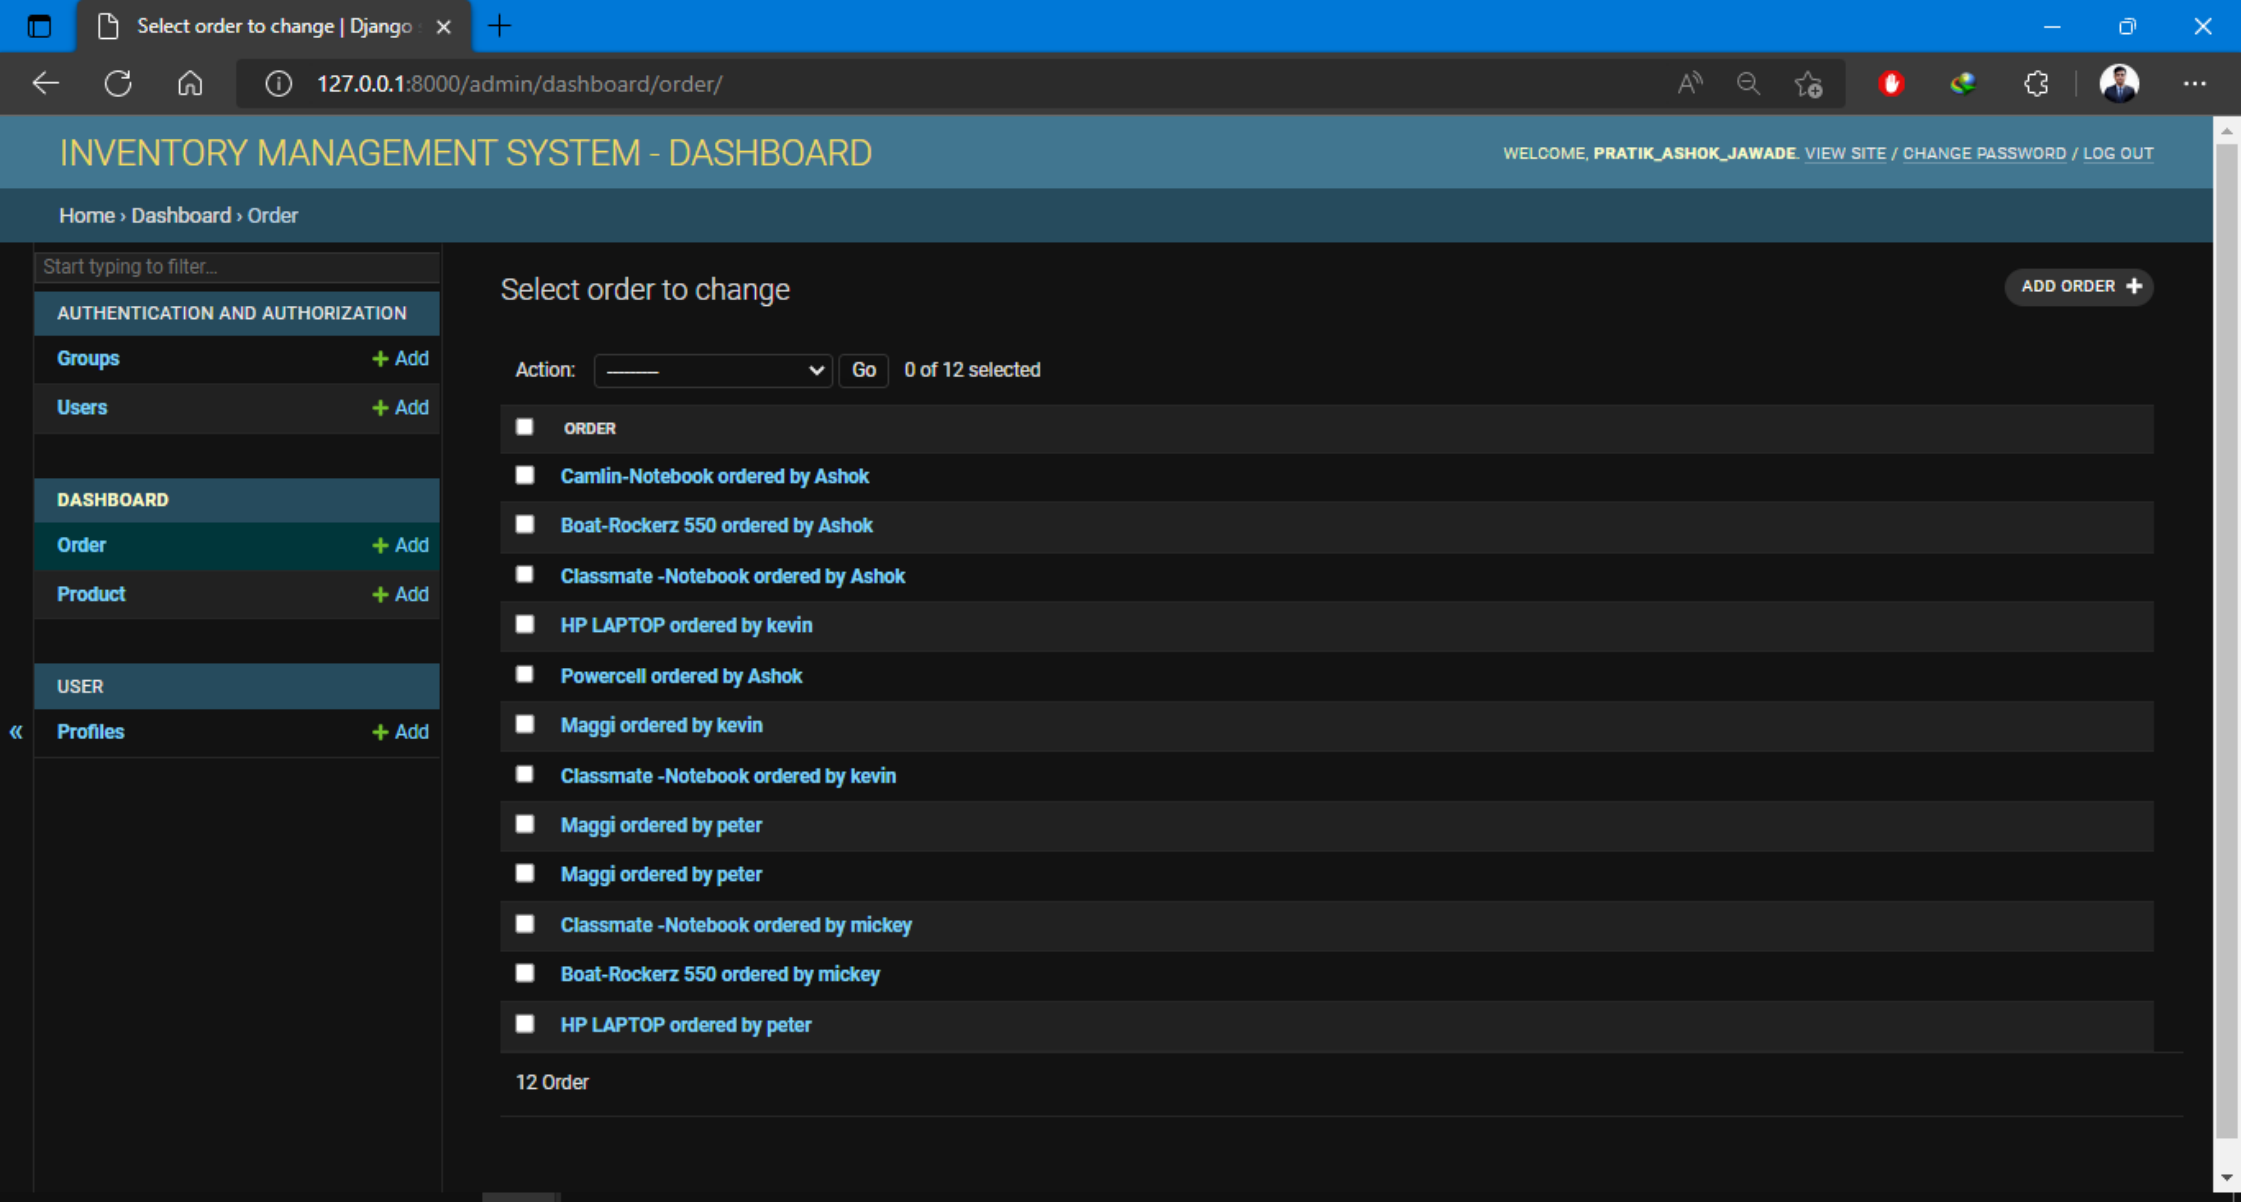 Select order to change | Django
127.0.0.1:8000/admin/dashboard/order/
INVENTORY MANAGEMENT SYSTEM - DASHBOARD
WELCOME, PRATIK_ASHOK_JAWADE. VIEW SITE / CHANGE PASSWORD / LOG OUT
Home › Dashboard › Order
Start typing to filter...
AUTHENTICATION AND AUTHORIZATION
Groups + Add
Users + Add
DASHBOARD
Order + Add
Product + Add
USER
« Profiles + Add
Select order to change
ADD ORDER +
Action: --------- Go 0 of 12 selected
ORDER
Camlin-Notebook ordered by Ashok
Boat-Rockerz 550 ordered by Ashok
Classmate -Notebook ordered by Ashok
HP LAPTOP ordered by kevin
Powercell ordered by Ashok
Maggi ordered by kevin
Classmate -Notebook ordered by kevin
Maggi ordered by peter
Maggi ordered by peter
Classmate -Notebook ordered by mickey
Boat-Rockerz 550 ordered by mickey
HP LAPTOP ordered by peter
12 Order